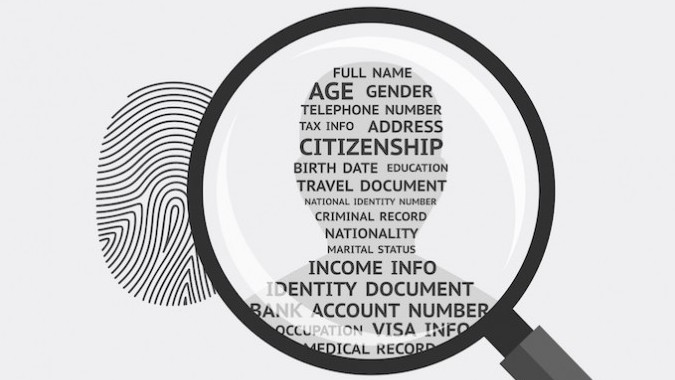 FULL NAME
AGE GENDER
TELEPHONE NUMBER
TAX INFO ADDRESS
CITIZENSHIP
BIRTH DATE EDUCATION
TRAVEL DOCUMENT
NATIONAL IDENTITY NUMBER
CRIMINAL RECORD
NATIONALITY
MARITAL STATUS
INCOME INFO
IDENTITY DOCUMENT
BANK ACCOUNT NUMBER
OCCUPATION VISA INFO
MEDICAL RECORD